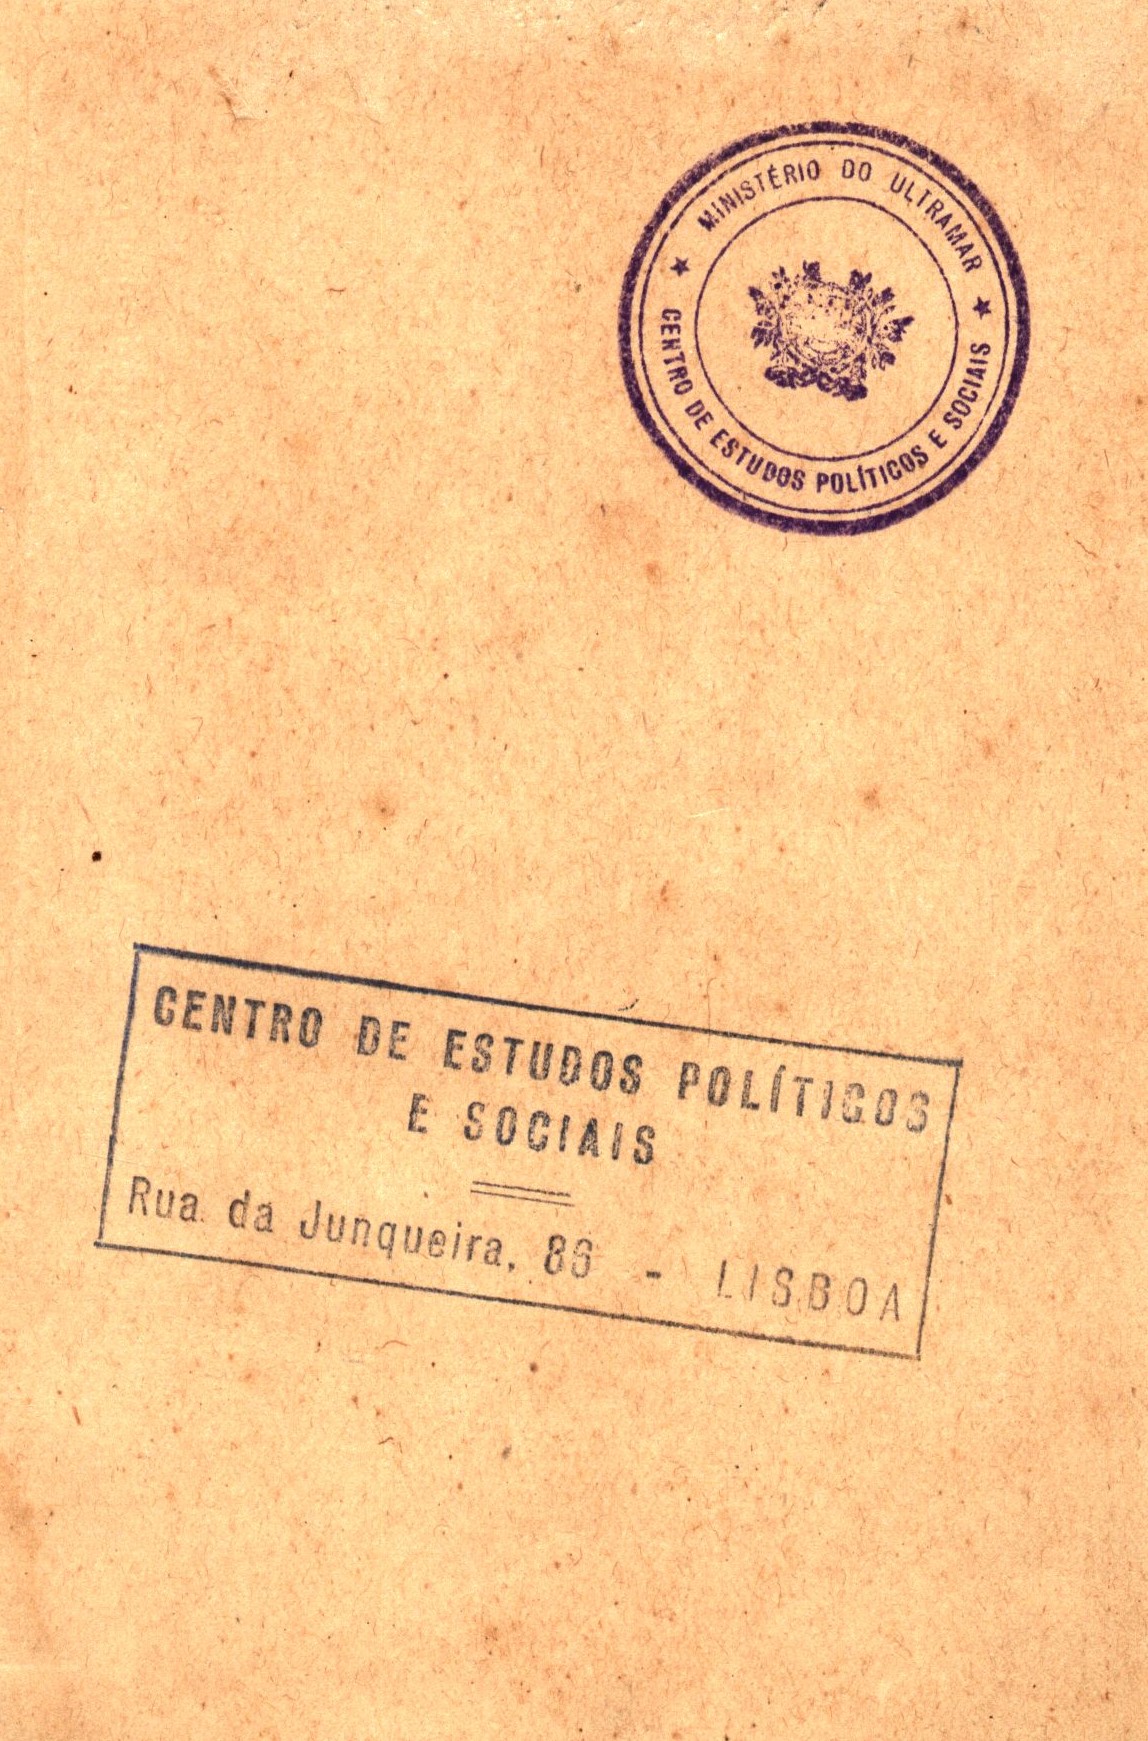 MINISTÉRIO DO ULTRAMAR
CENTRO DE ESTUDOS POLÍTICOS E SOCIAIS
CENTRO DE ESTUDOS POLÍTICOS
E SOCIAIS
Rua da Junqueira, 86 - LISBOA